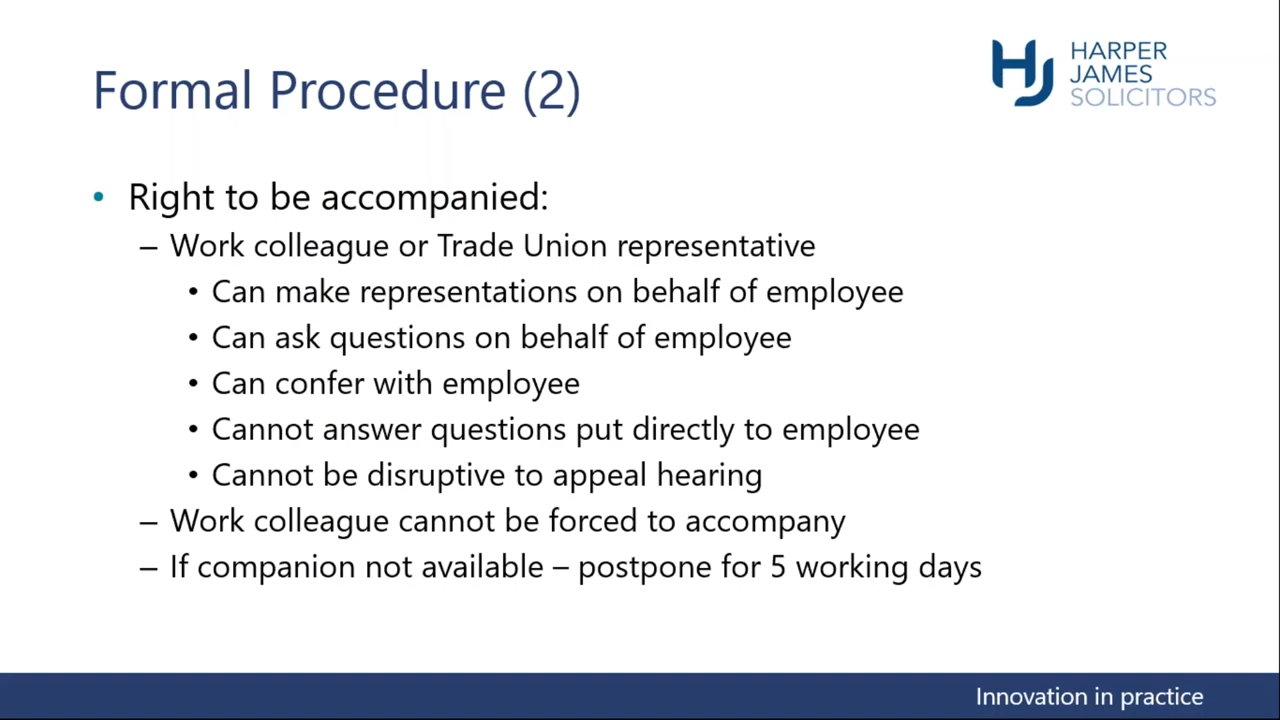 HARPER
JAMES
SOLICITORS
Formal Procedure (2)
• Right to be accompanied:
– Work colleague or Trade Union representative
• Can make representations on behalf of employee
• Can ask questions on behalf of employee
• Can confer with employee
• Cannot answer questions put directly to employee
• Cannot be disruptive to appeal hearing
– Work colleague cannot be forced to accompany
– If companion not available – postpone for 5 working days
Innovation in practice